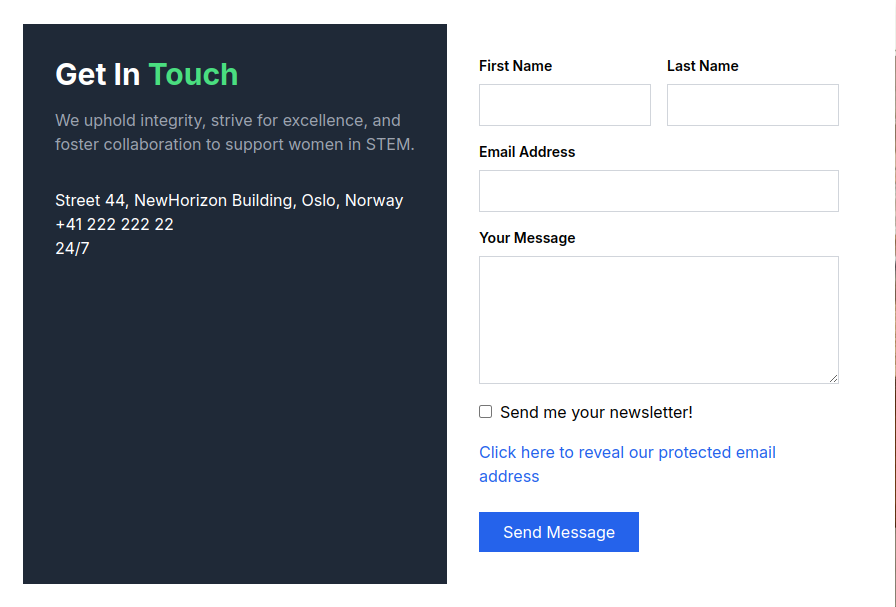 Get In Touch
We uphold integrity, strive for excellence, and
foster collaboration to support women in STEM.
Street 44, NewHorizon Building, Oslo, Norway
+41 222 222 22
24/7
First Name
Last Name
Email Address
Your Message
Send me your newsletter!
Click here to reveal our protected email
address
Send Message